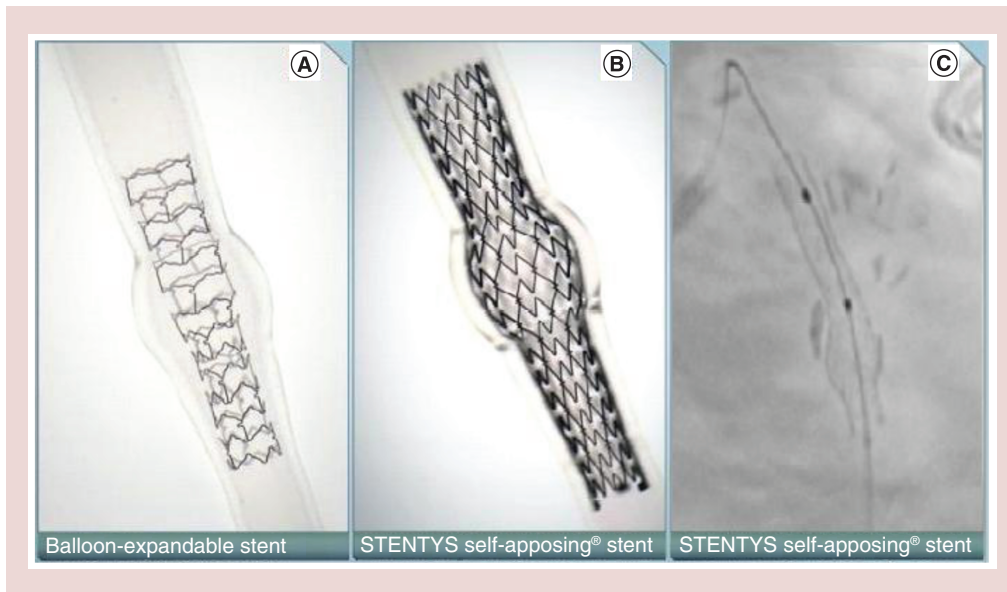 A
B
C
Balloon-expandable stent
STENTYS self-apposing® stent
STENTYS self-apposing® stent